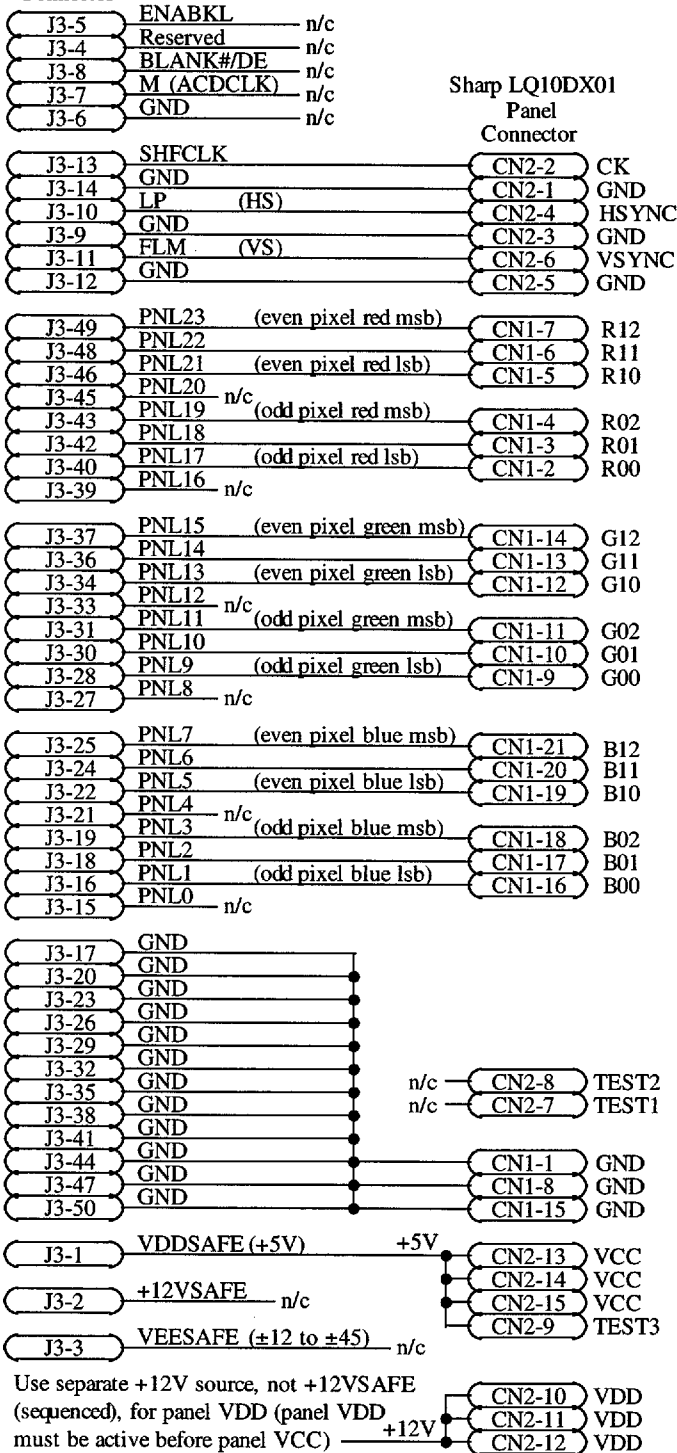 J3-5 ENABKL n/c
J3-4 Reserved n/c
J3-8 BLANK#/DE n/c
J3-7 M (ACDCLK) n/c
J3-6 GND n/c
Sharp LQ10DX01
Panel
Connector
J3-13 SHFCLK CN2-2 CK
J3-14 GND CN2-1 GND
J3-10 LP (HS) CN2-4 HSYNC
J3-9 GND CN2-3 GND
J3-11 FLM (VS) CN2-6 VSYNC
J3-12 GND CN2-5 GND
J3-49 PNL23 (even pixel red msb) CN1-7 R12
J3-48 PNL22 CN1-6 R11
J3-46 PNL21 (even pixel red lsb) CN1-5 R10
J3-45 PNL20 n/c
J3-43 PNL19 (odd pixel red msb) CN1-4 R02
J3-42 PNL18 CN1-3 R01
J3-40 PNL17 (odd pixel red lsb) CN1-2 R00
J3-39 PNL16 n/c
J3-37 PNL15 (even pixel green msb) CN1-14 G12
J3-36 PNL14 CN1-13 G11
J3-34 PNL13 (even pixel green lsb) CN1-12 G10
J3-33 PNL12 n/c
J3-31 PNL11 (odd pixel green msb) CN1-11 G02
J3-30 PNL10 CN1-10 G01
J3-28 PNL9 (odd pixel green lsb) CN1-9 G00
J3-27 PNL8 n/c
J3-25 PNL7 (even pixel blue msb) CN1-21 B12
J3-24 PNL6 CN1-20 B11
J3-22 PNL5 (even pixel blue lsb) CN1-19 B10
J3-21 PNL4 n/c
J3-19 PNL3 (odd pixel blue msb) CN1-18 B02
J3-18 PNL2 CN1-17 B01
J3-16 PNL1 (odd pixel blue lsb) CN1-16 B00
J3-15 PNL0 n/c
J3-17 GND
J3-20 GND
J3-23 GND
J3-26 GND
J3-29 GND
J3-32 GND
J3-35 GND n/c CN2-8 TEST2
J3-38 GND n/c CN2-7 TEST1
J3-41 GND
J3-44 GND CN1-1 GND
J3-47 GND CN1-8 GND
J3-50 GND CN1-15 GND
J3-1 VDDSAFE (+5V) +5V CN2-13 VCC
CN2-14 VCC
J3-2 +12VSAFE n/c CN2-15 VCC
CN2-9 TEST3
J3-3 VEESAFE (±12 to ±45) n/c
Use separate +12V source, not +12VSAFE CN2-10 VDD
(sequenced), for panel VDD (panel VDD CN2-11 VDD
must be active before panel VCC) +12V CN2-12 VDD